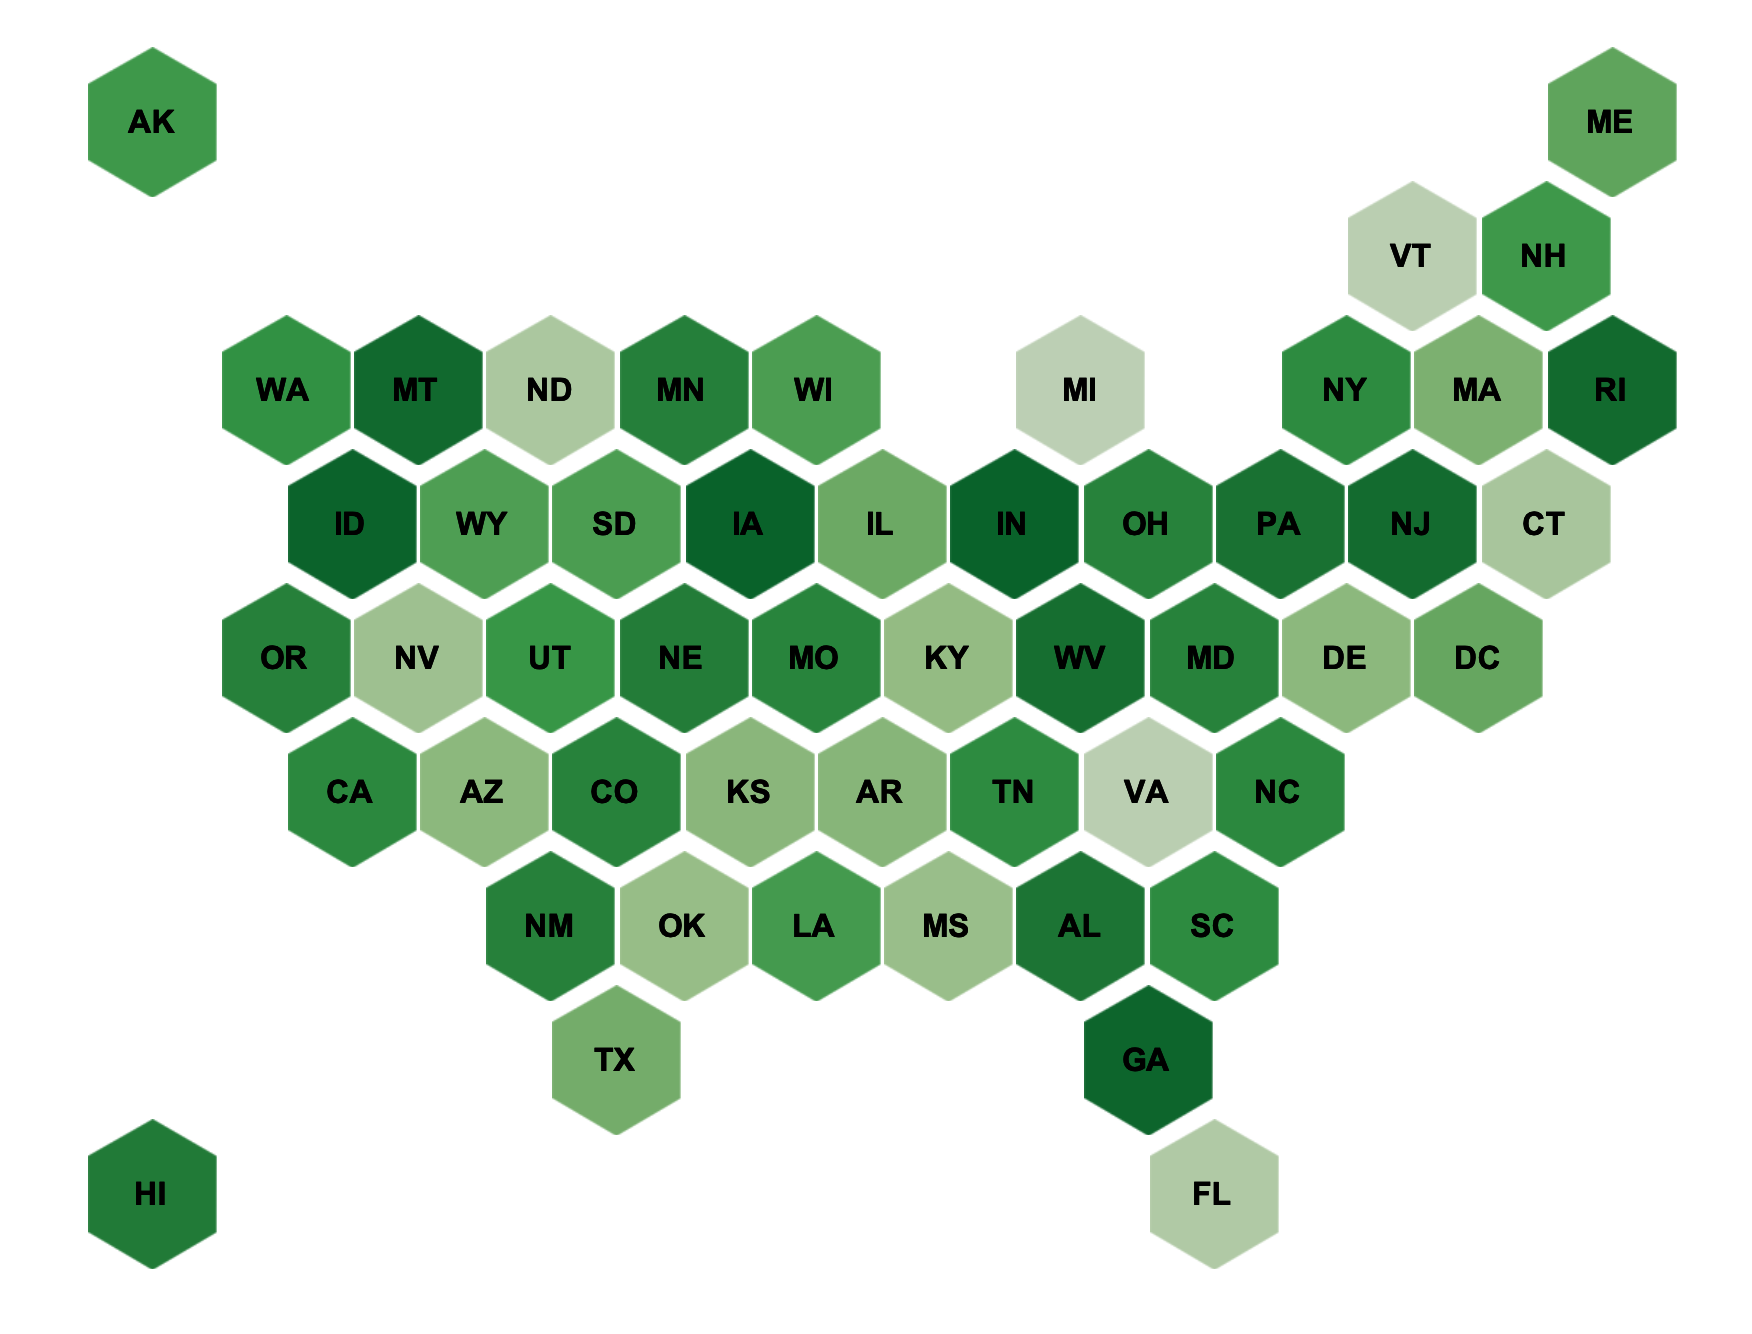 AK ME
VT NH
WA MT ND MN WI MI NY MA RI
ID WY SD IA IL IN OH PA NJ CT
OR NV UT NE MO KY WV MD DE DC
CA AZ CO KS AR TN VA NC
NM OK LA MS AL SC
TX GA
HI FL